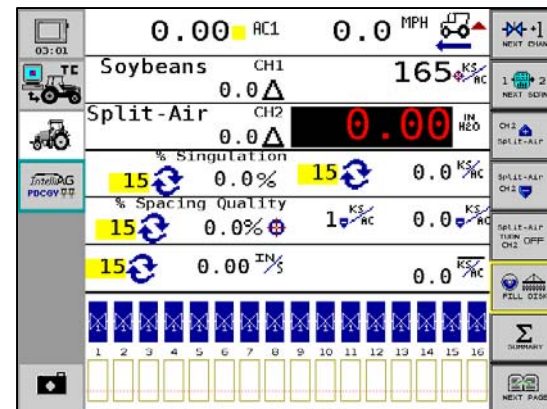 03:01
0.00 AC1
0.0 MPH
NEXT CHAN
TC
Soybeans CH1
0.0 Δ
165 KS/AC
1 2
NEXT SCRN
Split-Air CH2
0.0 Δ
0.00 IN H2O
CH2
Split-Air
% Singulation
15 0.0%
15 0.0 KS/AC
IntelliAG
PDCGY
Split-Air
CH2
% Spacing Quality
15 0.0%
1 KS/AC
0.0 KS/AC
Split-Air
TURN
CH2 OFF
15 0.00 IN/S
0.0 KS/AC
FILL DISK
1 2 3 4 5 6 7 8 9 10 11 12 13 14 15 16
Σ
SUMMARY
NEXT PAGE